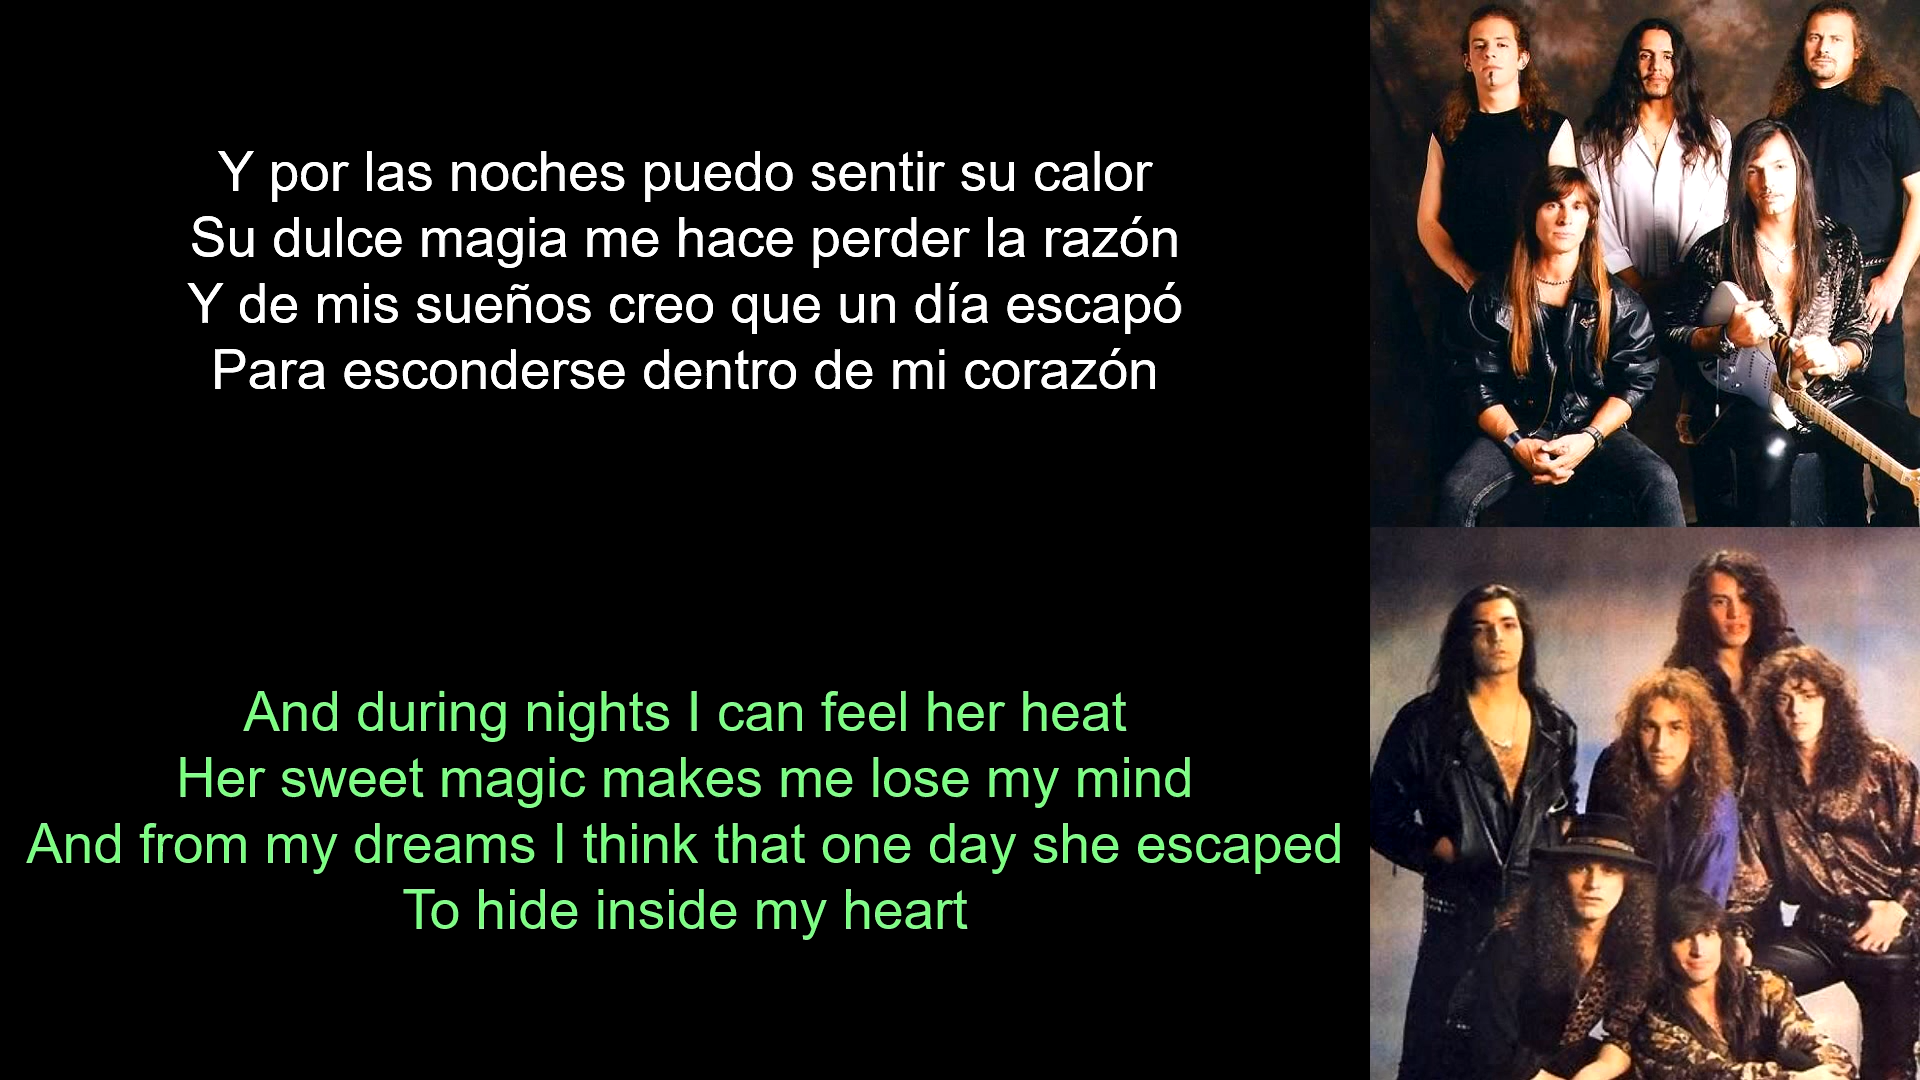 Y por las noches puedo sentir su calor
Su dulce magia me hace perder la razón
Y de mis sueños creo que un día escapó
Para esconderse dentro de mi corazón
And during nights I can feel her heat
Her sweet magic makes me lose my mind
And from my dreams I think that one day she escaped
To hide inside my heart